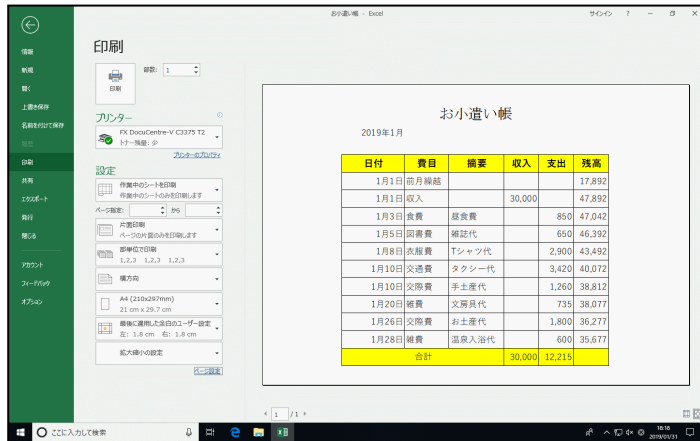 お小遣い帳 - Excel
サインイン ?
情報
新規
開く
上書き保存
名前を付けて保存
履歴
印刷
共有
エクスポート
発行
閉じる
アカウント
フィードバック
オプション
印刷
印刷
部数: 1
プリンター
FX DocuCentre-V C3375 T2
トナー残量: 少
プリンターのプロパティ
設定
作業中のシートを印刷
作業中のシートのみを印刷します
ページ指定: から
片面印刷
ページの片面のみを印刷します
部単位で印刷
1,2,3 1,2,3 1,2,3
横方向
A4 (210x297mm)
21 cm x 29.7 cm
最後に適用した余白のユーザー設定
左: 1.8 cm 右: 1.8 cm
拡大縮小の設定
ページ設定
お小遣い帳
2019年1月
日付 費目 摘要 収入 支出 残高
1月1日 前月繰越 17,892
1月1日 収入 30,000 47,892
1月3日 食費 昼食費 850 47,042
1月5日 図書費 雑誌代 650 46,392
1月8日 衣服費 Tシャツ代 2,900 43,492
1月10日 交通費 タクシー代 3,420 40,072
1月10日 交際費 手土産代 1,260 38,812
1月20日 雑費 文房具代 735 38,077
1月26日 交際費 お土産代 1,800 36,277
1月28日 雑費 温泉入浴代 600 35,677
合計 30,000 12,215
1 / 1
ここに入力して検索
18:18
2019/01/31